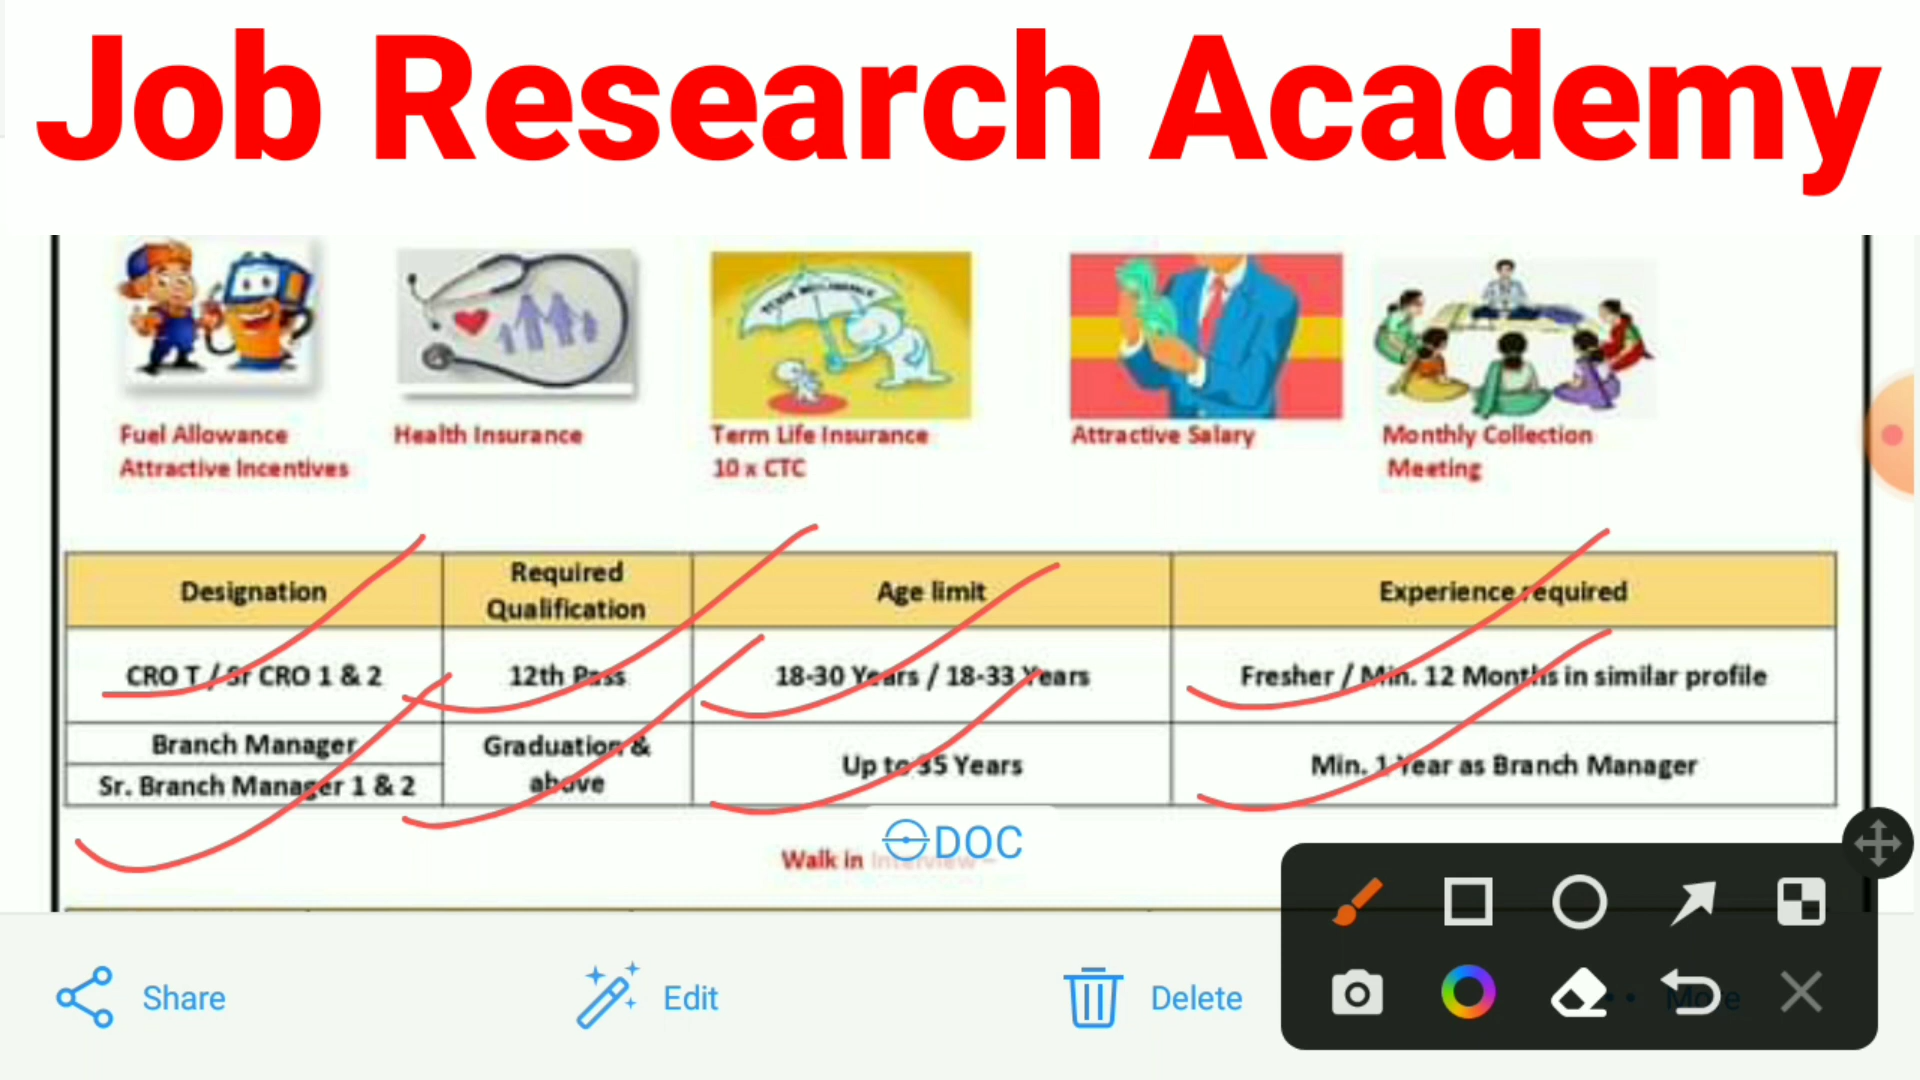 Job Research Academy
Fuel Allowance
Attractive Incentives
Health Insurance
Term Life Insurance
10 x CTC
Attractive Salary
Monthly Collection
Meeting
Designation
Required
Qualification
Age limit
Experience required
CRO T / Sr CRO 1 & 2
12th Pass
18-30 Years / 18-33 Years
Fresher / Min. 12 Months in similar profile
Branch Manager
Sr. Branch Manager 1 & 2
Graduation &
above
Up to 35 Years
Min. 1 Year as Branch Manager
DOC
Walk in Interview –
Share
Edit
Delete
More